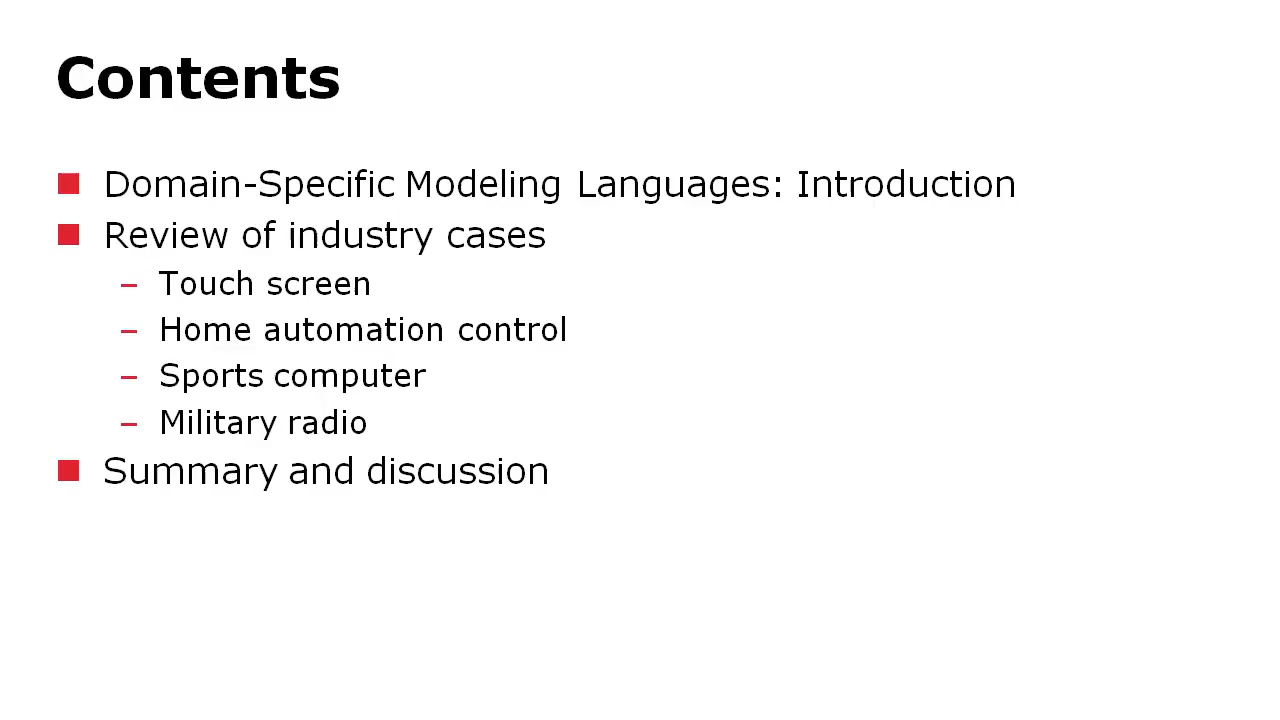 Contents
Domain-Specific Modeling Languages: Introduction
Review of industry cases
– Touch screen
– Home automation control
– Sports computer
– Military radio
Summary and discussion